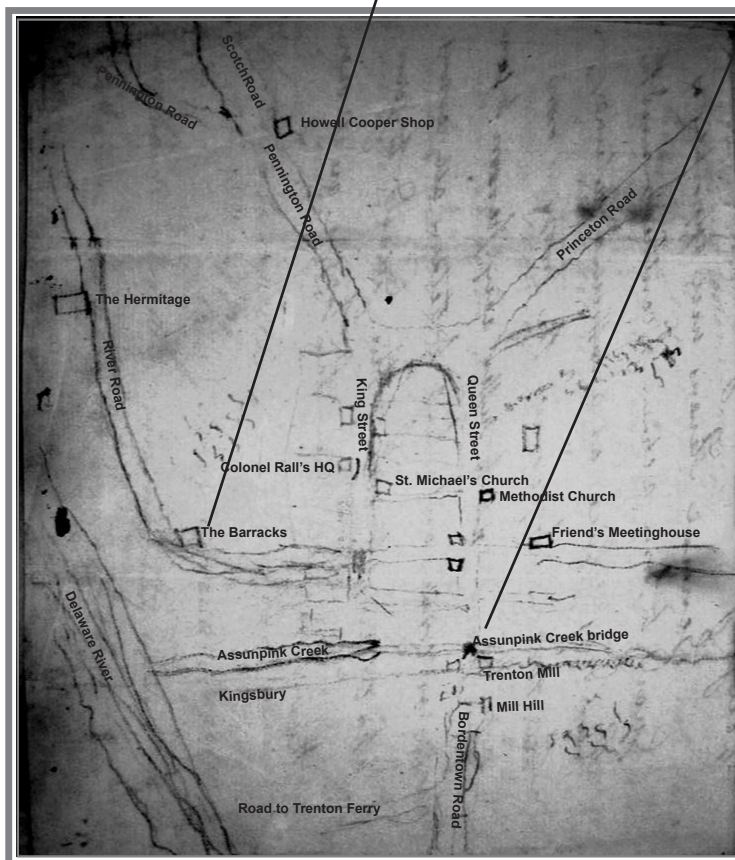 ScotchRoad
Pennington Road
Howell Cooper Shop
Pennington Road
Princeton Road
The Hermitage
River Road
King Street
Queen Street
Colonel Rall's HQ
St. Michael's Church
Methodist Church
The Barracks
Friend's Meetinghouse
Delaware River
Assunpink Creek
Assunpink Creek bridge
Trenton Mill
Kingsbury
Mill Hill
Bordentown Road
Road to Trenton Ferry